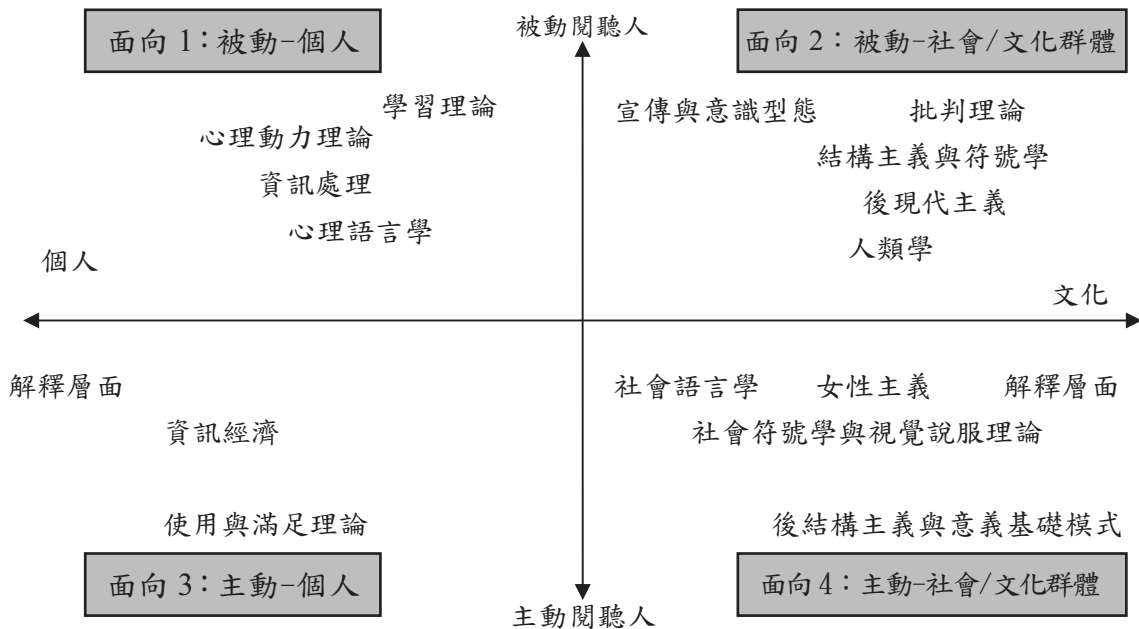 被動閱聽人
面向 1：被動-個人
面向 2：被動-社會/文化群體
學習理論
宣傳與意識型態
批判理論
心理動力理論
結構主義與符號學
資訊處理
後現代主義
心理語言學
人類學
個人
文化
解釋層面
社會語言學
女性主義
解釋層面
資訊經濟
社會符號學與視覺說服理論
使用與滿足理論
後結構主義與意義基礎模式
面向 3：主動-個人
面向 4：主動-社會/文化群體
主動閱聽人